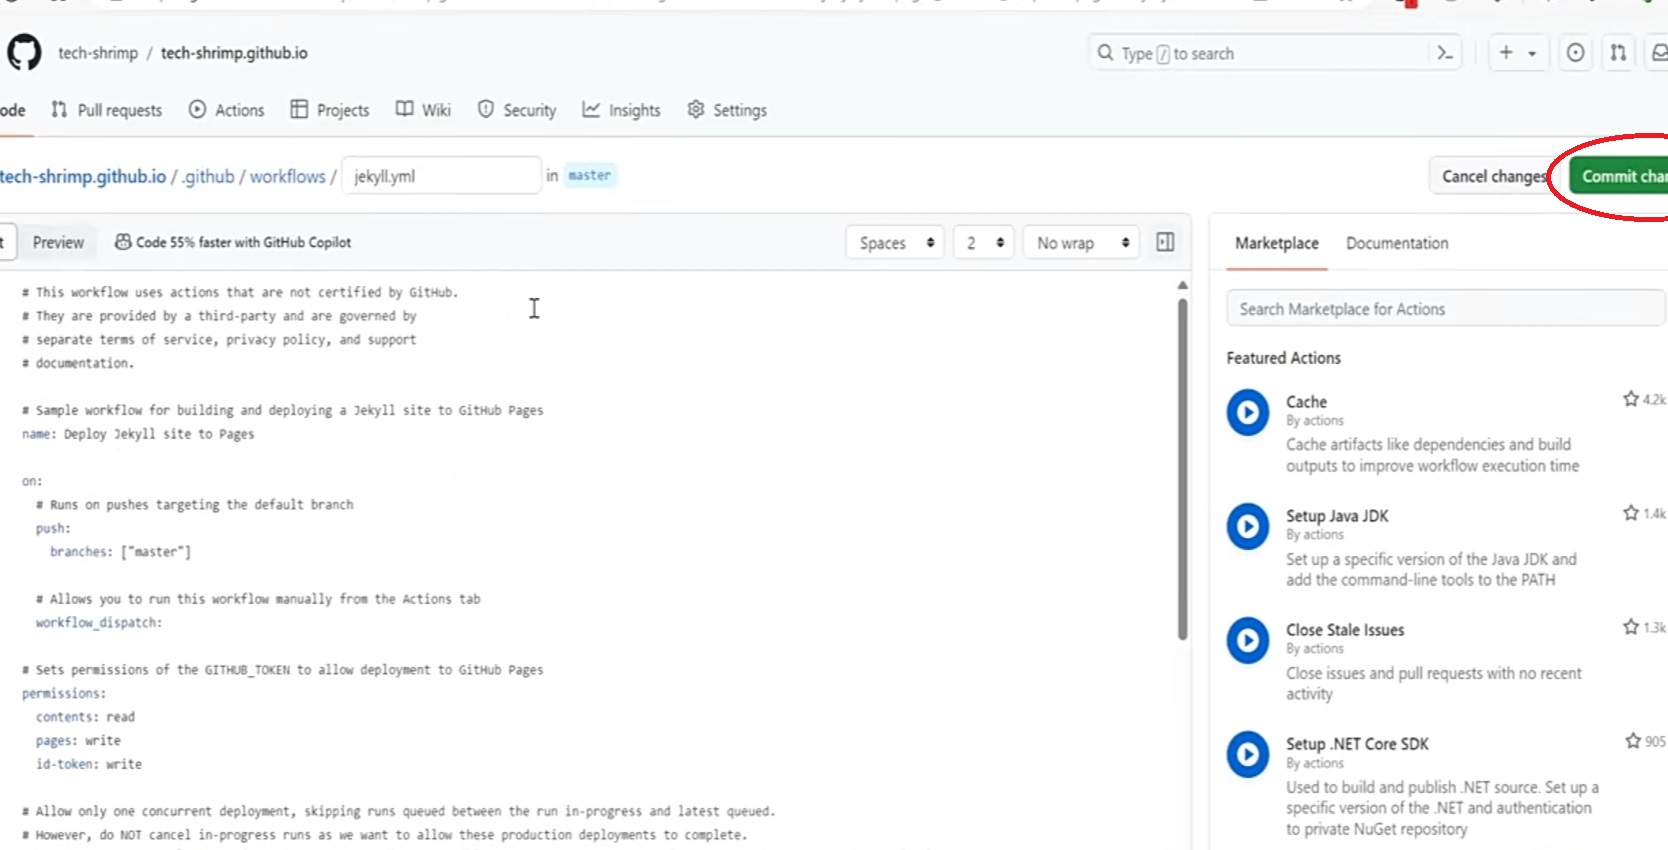 tech-shrimp / tech-shrimp.github.io
Type / to search
ode Pull requests Actions Projects Wiki Security Insights Settings
tech-shrimp.github.io / .github / workflows / jekyll.yml in master
Cancel changes Commit chan
t Preview Code 55% faster with GitHub Copilot
Spaces 2 No wrap
# This workflow uses actions that are not certified by GitHub.
# They are provided by a third-party and are governed by
# separate terms of service, privacy policy, and support
# documentation.
# Sample workflow for building and deploying a Jekyll site to GitHub Pages
name: Deploy Jekyll site to Pages
on:
# Runs on pushes targeting the default branch
push:
branches: ["master"]
# Allows you to run this workflow manually from the Actions tab
workflow_dispatch:
# Sets permissions of the GITHUB_TOKEN to allow deployment to GitHub Pages
permissions:
contents: read
pages: write
id-token: write
# Allow only one concurrent deployment, skipping runs queued between the run in-progress and latest queued.
# However, do NOT cancel in-progress runs as we want to allow these production deployments to complete.
Marketplace Documentation
Search Marketplace for Actions
Featured Actions
Cache 4.2k
By actions
Cache artifacts like dependencies and build
outputs to improve workflow execution time
Setup Java JDK 1.4k
By actions
Set up a specific version of the Java JDK and
add the command-line tools to the PATH
Close Stale Issues 1.3k
By actions
Close issues and pull requests with no recent
activity
Setup .NET Core SDK 905
By actions
Used to build and publish .NET source. Set up a
specific version of the .NET and authentication
to private NuGet repository